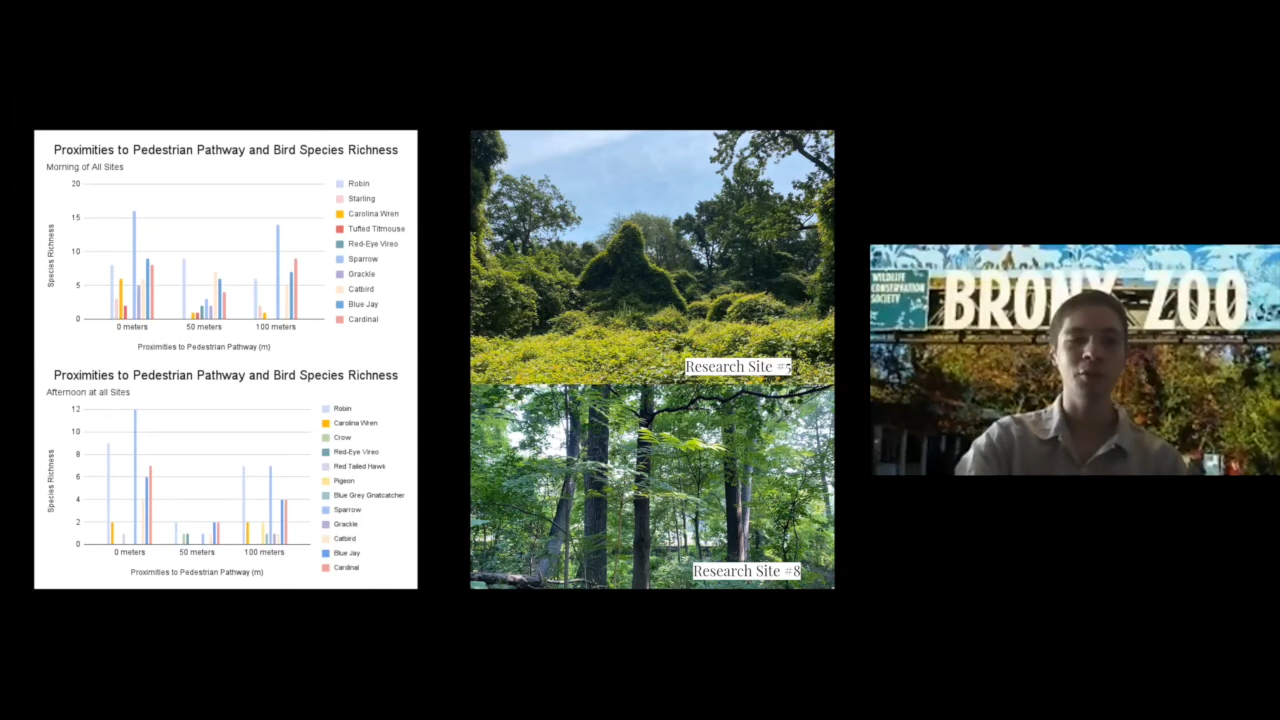 Proximities to Pedestrian Pathway and Bird Species Richness
Morning of All Sites
Species Richness
20
15
10
5
0
0 meters
50 meters
100 meters
Proximities to Pedestrian Pathway (m)
Robin
Starling
Carolina Wren
Tufted Titmouse
Red-Eye Vireo
Sparrow
Grackle
Catbird
Blue Jay
Cardinal
Proximities to Pedestrian Pathway and Bird Species Richness
Afternoon at all Sites
Species Richness
12
10
8
6
4
2
0
0 meters
50 meters
100 meters
Proximities to Pedestrian Pathway (m)
Robin
Carolina Wren
Crow
Red-Eye Vireo
Red Tailed Hawk
Pigeon
Blue Grey Gnatcatcher
Sparrow
Grackle
Catbird
Blue Jay
Cardinal
Research Site #5
Research Site #8
WILDLIFE
CONSERVATION
SOCIETY
BRONX ZOO